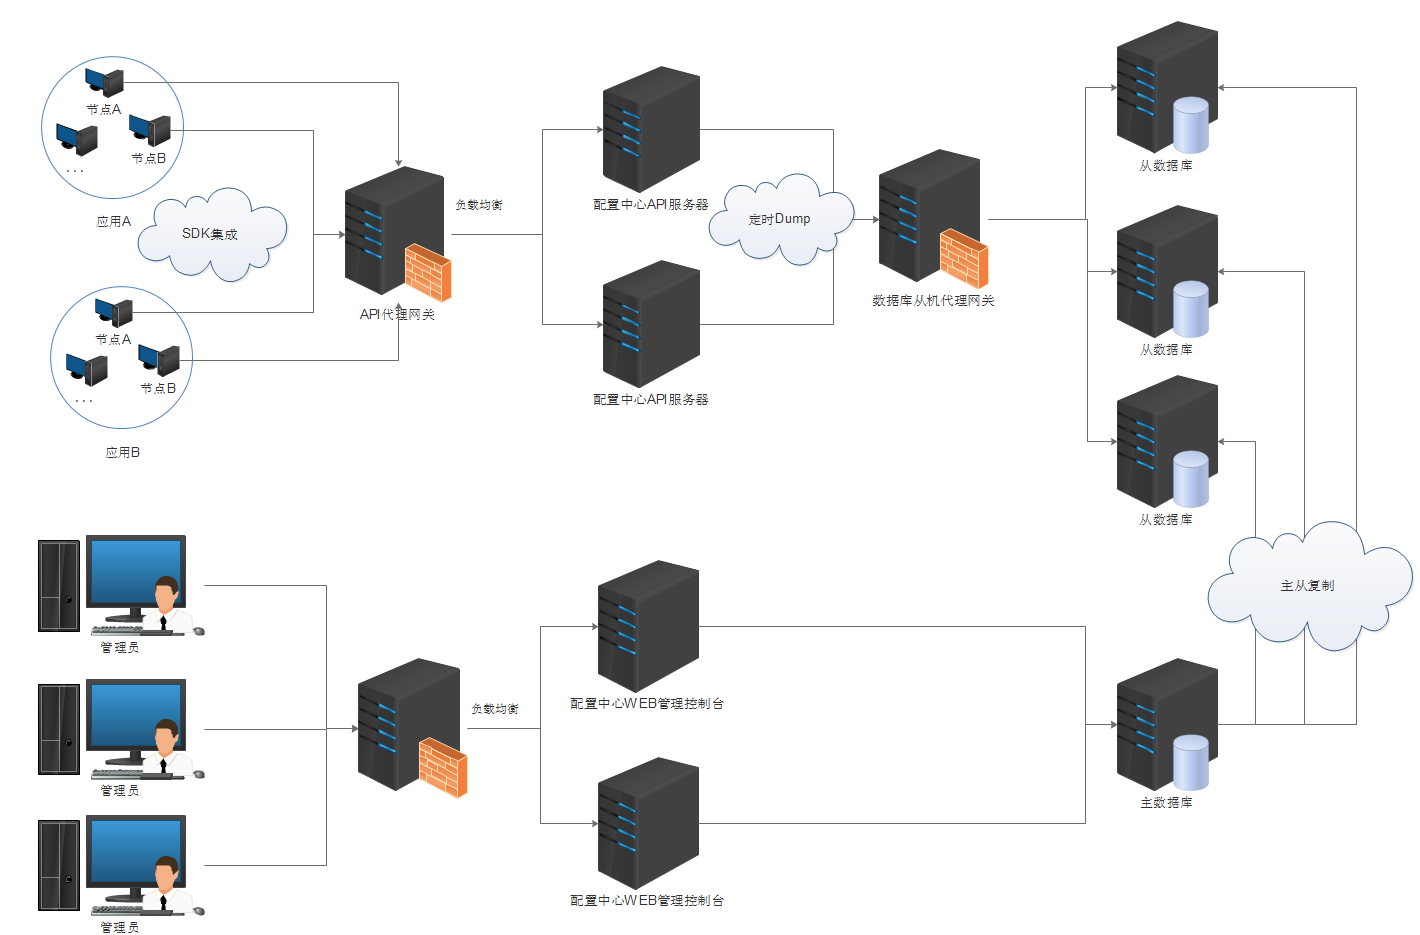 节点A
节点B
...
应用A
SDK集成
节点A
节点B
...
应用B
API代理网关
负载均衡
配置中心API服务器
配置中心API服务器
定时Dump
数据库从机代理网关
从数据库
从数据库
从数据库
主从复制
管理员
管理员
管理员
负载均衡
配置中心WEB管理控制台
配置中心WEB管理控制台
主数据库